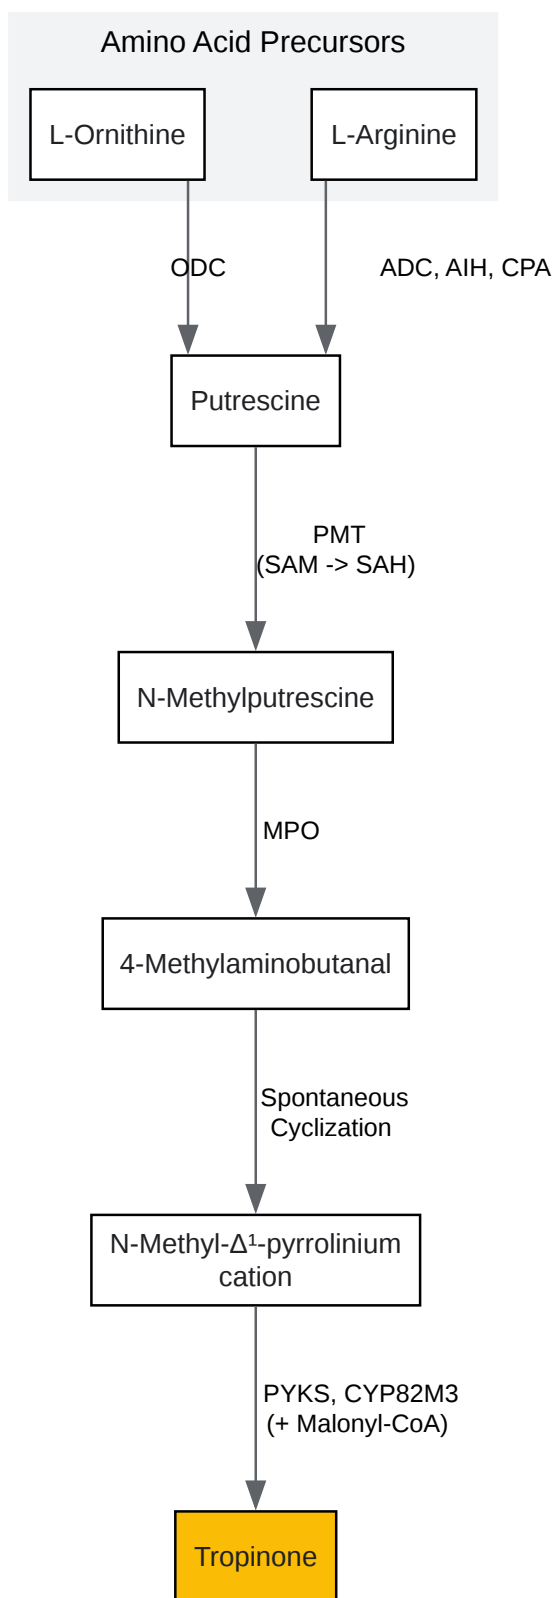 Amino Acid Precursors
L-Ornithine
L-Arginine
ODC
ADC, AIH, CPA
Putrescine
PMT
(SAM -> SAH)
N-Methylputrescine
MPO
4-Methylaminobutanal
Spontaneous
Cyclization
N-Methyl-Δ¹-pyrrolinium
cation
PYKS, CYP82M3
(+ Malonyl-CoA)
Tropinone